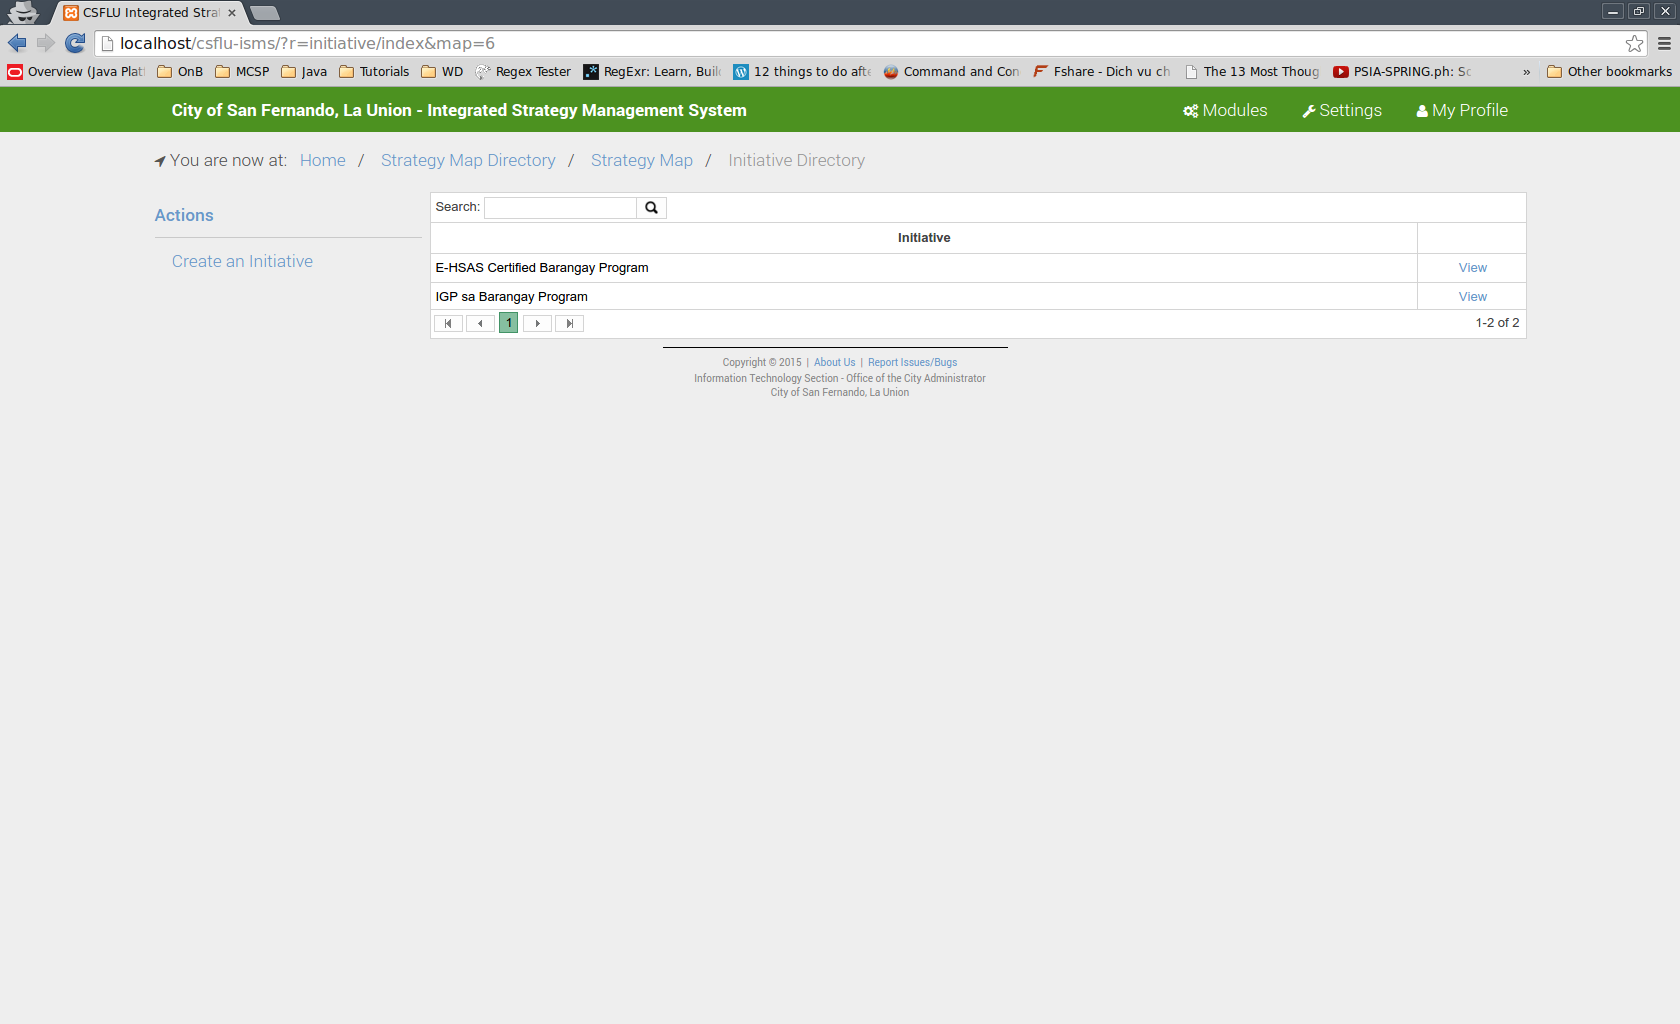 CSFLU Integrated Stra
localhost/csflu-isms/?r=initiative/index&map=6
Overview (Java Plat OnB MCSP Java Tutorials WD Regex Tester RegExr: Learn, Buil 12 things to do afte Command and Con Fshare - Dich vu ch The 13 Most Thoug PSIA-SPRING.ph: Sc » Other bookmarks
City of San Fernando, La Union - Integrated Strategy Management System Modules Settings My Profile
You are now at: Home / Strategy Map Directory / Strategy Map / Initiative Directory
Actions
Create an Initiative
Search:
Initiative
E-HSAS Certified Barangay Program View
IGP sa Barangay Program View
1 1-2 of 2
Copyright © 2015 | About Us | Report Issues/Bugs
Information Technology Section - Office of the City Administrator
City of San Fernando, La Union